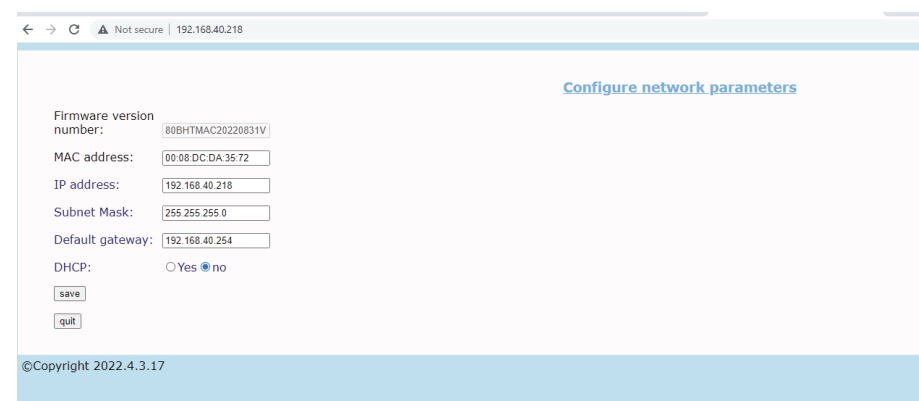 Not secure | 192.168.40.218
Configure network parameters
Firmware version
number: 80BHTMAC20220831V
MAC address: 00:08:DC:DA:35:72
IP address: 192.168.40.218
Subnet Mask: 255.255.255.0
Default gateway: 192.168.40.254
DHCP: Yes no
save
quit
©Copyright 2022.4.3.17